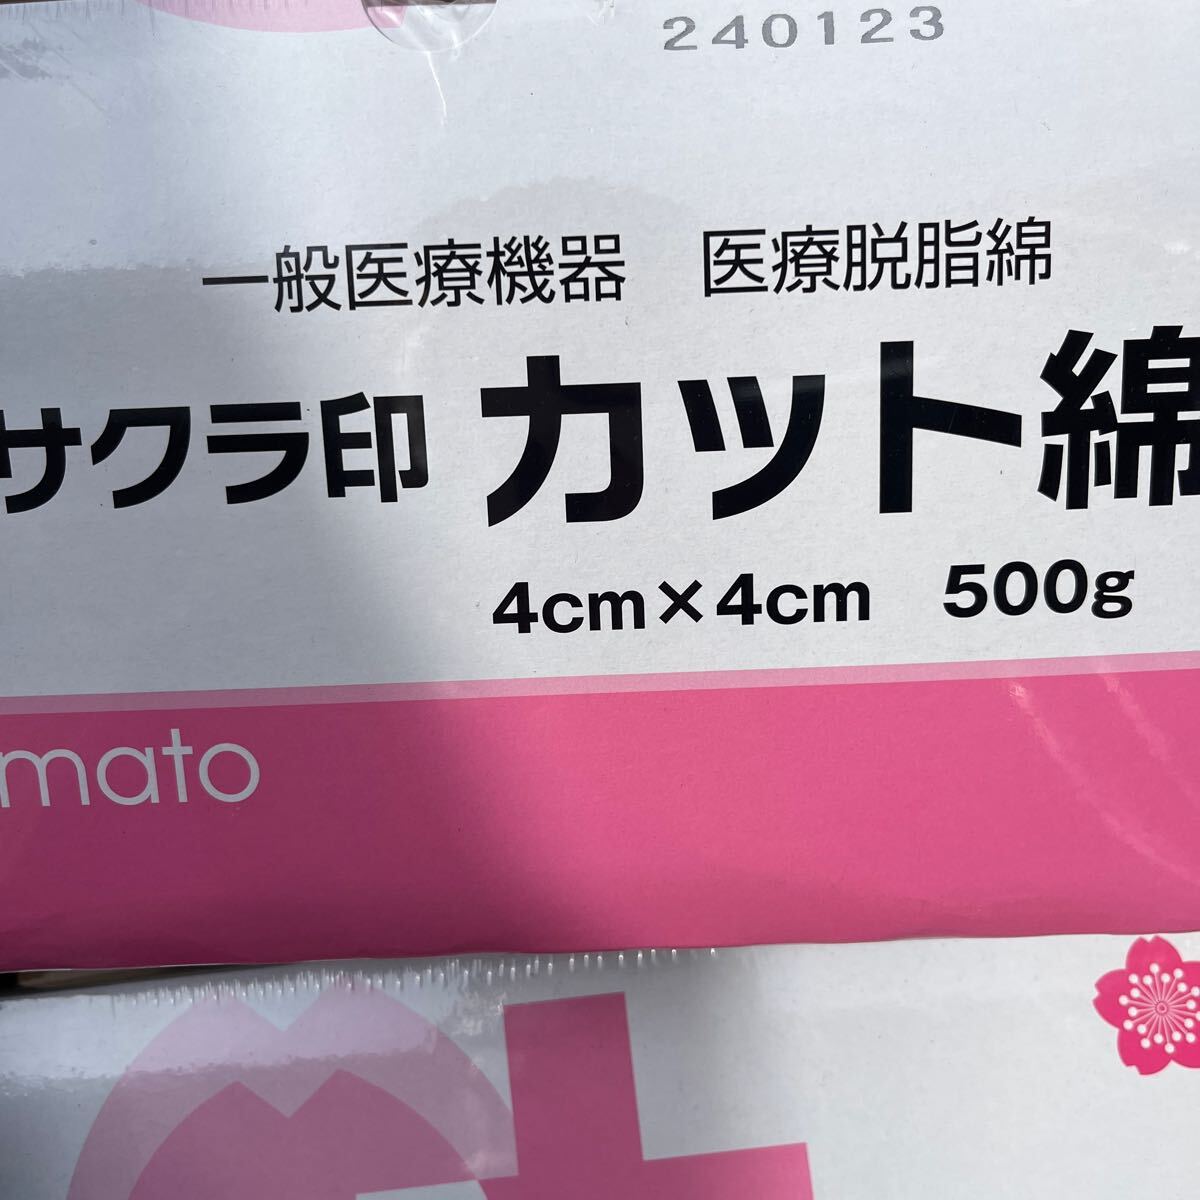 240123
一般医療機器 医療脱脂綿
サクラ印 カット綿
4cm×4cm 500g
mato